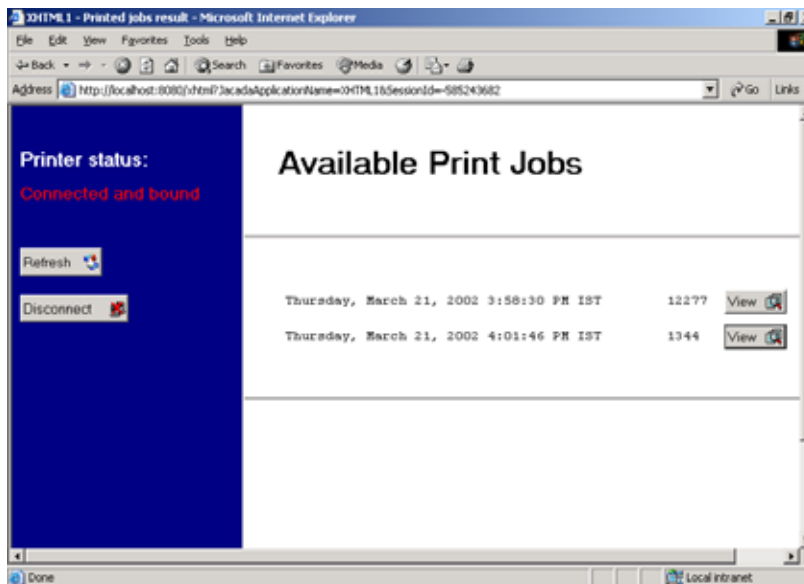 XHTML1 - Printed jobs result - Microsoft Internet Explorer
File Edit View Favorites Tools Help
Back Search Favorites Media
Address http://localhost:8080/xhtml?JacadaApplicationName=XHTML1&SessionId=-585243682 Go Links
Printer status:
Connected and bound
Refresh
Disconnect
Available Print Jobs
Thursday, March 21, 2002 3:58:30 PM IST 12277 View
Thursday, March 21, 2002 4:01:46 PM IST 1344 View
Done Local intranet